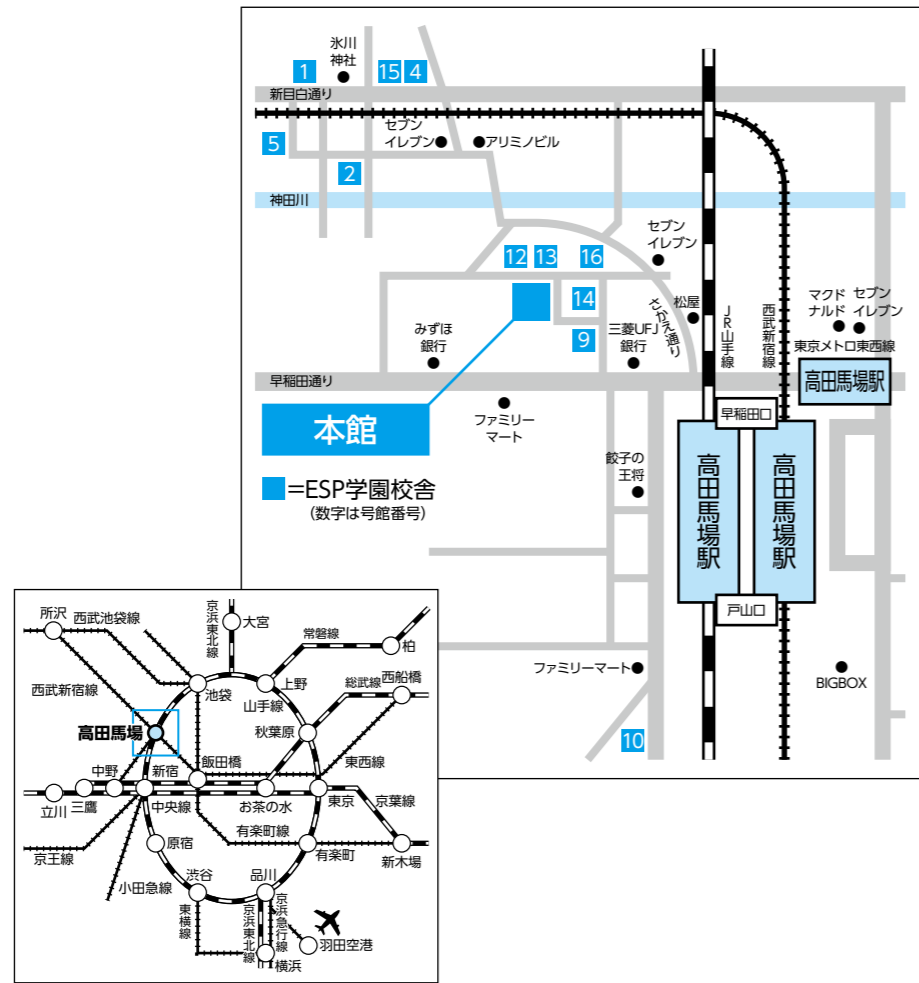 氷川
神社
1
15
4
新目白通り
5
セブン
イレブン
アリミノビル
2
神田川
12
13
16
セブン
イレブン
14
9
さかえ通り
松屋
JR山手線
西武新宿線
マクド
ナルド
セブン
イレブン
東京メトロ東西線
高田馬場駅
みずほ
銀行
三菱UFJ
銀行
早稲田通り
本館
ファミリー
マート
早稲田口
高田馬場駅
高田馬場駅
戸山口
餃子の
王将
=ESP学園校舎
(数字は号館番号)
ファミリーマート
BIGBOX
10
所沢
西武池袋線
京浜東北線
大宮
常磐線
柏
西武新宿線
池袋
上野
山手線
総武線
西船橋
高田馬場
秋葉原
飯田橋
東西線
中野
新宿
立川
三鷹
中央線
お茶の水
東京
京葉線
有楽町線
京王線
原宿
有楽町
新木場
小田急線
渋谷
品川
東横線
京浜東北線
京浜急行線
横浜
羽田空港